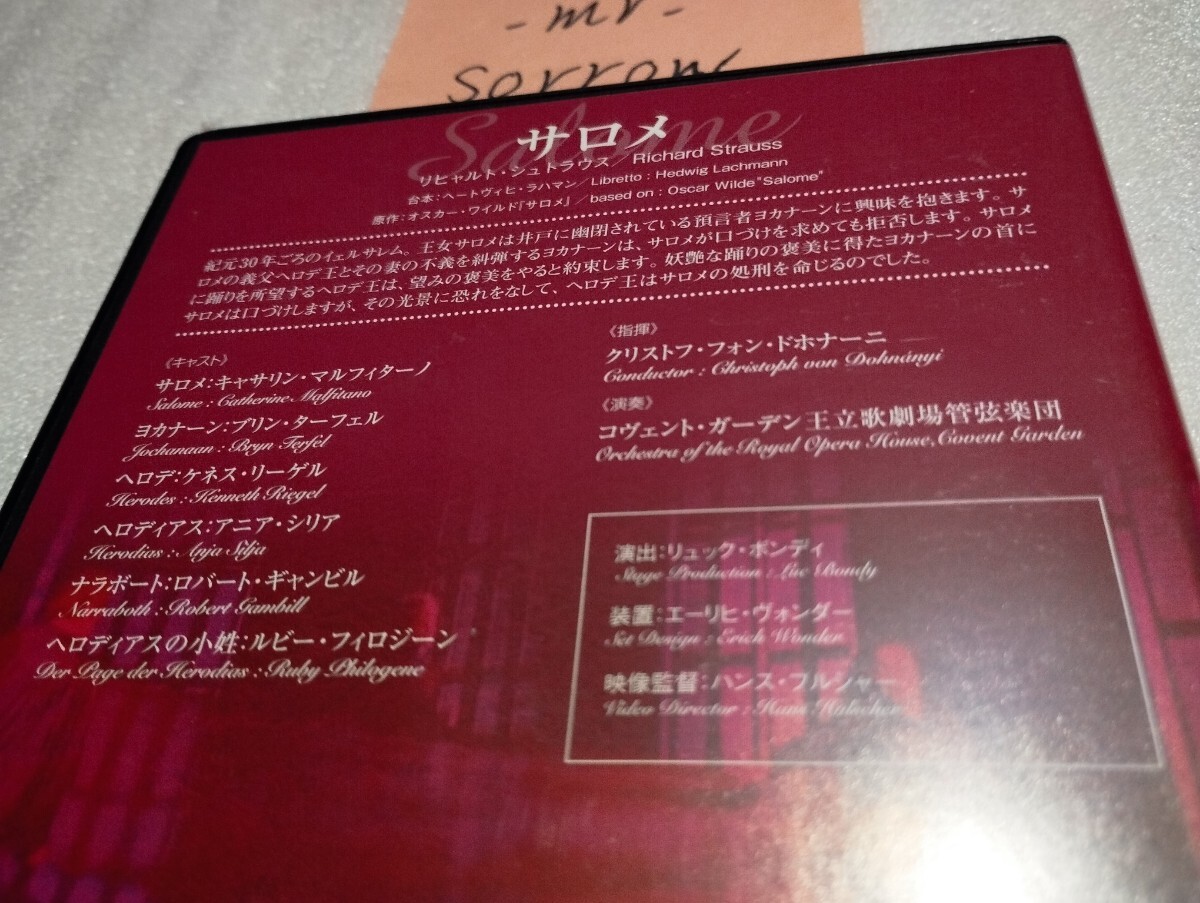 -mr-
sorrow
Salome
サロメ
リヒャルト・シュトラウス Richard Strauss
台本：ヘートヴィヒ・ラハマン／Libretto : Hedwig Lachmann
原作：オスカー・ワイルド『サロメ』／based on : Oscar Wilde"Salome"
紀元30年ごろのイェルサレム。王女サロメは井戸に幽閉されている預言者ヨカナーンに興味を抱きます。サ
ロメの義父ヘロデ王とその妻の不義を糾弾するヨカナーンは、サロメが口づけを求めても拒否します。サロメ
に踊りを所望するヘロデ王は、望みの褒美をやると約束します。妖艶な踊りの褒美に得たヨカナーンの首に
サロメは口づけしますが、その光景に恐れをなして、ヘロデ王はサロメの処刑を命じるのでした。
《キャスト》
サロメ：キャサリン・マルフィターノ
Salome : Catherine Malfitano
ヨカナーン：ブリン・ターフェル
Jochanaan : Bryn Terfel
ヘロデ：ケネス・リーゲル
Herodes : Kenneth Riegel
ヘロディアス：アニア・シリア
Herodias : Anja Silja
ナラボート：ロバート・ギャンビル
Narraboth : Robert Gambill
ヘロディアスの小姓：ルビー・フィロジーン
Der Page der Herodias : Ruby Philogene
《指揮》
クリストフ・フォン・ドホナーニ
Conductor : Christoph von Dohnányi
《演奏》
コヴェント・ガーデン王立歌劇場管弦楽団
Orchestra of the Royal Opera House, Covent Garden
演出：リュック・ボンディ
Stage Production : Luc Bondy
装置：エーリヒ・ヴォンダー
Set Design : Erich Wonder
映像監督：ハンス・フルシャー
Video Director : Hans Hulscher